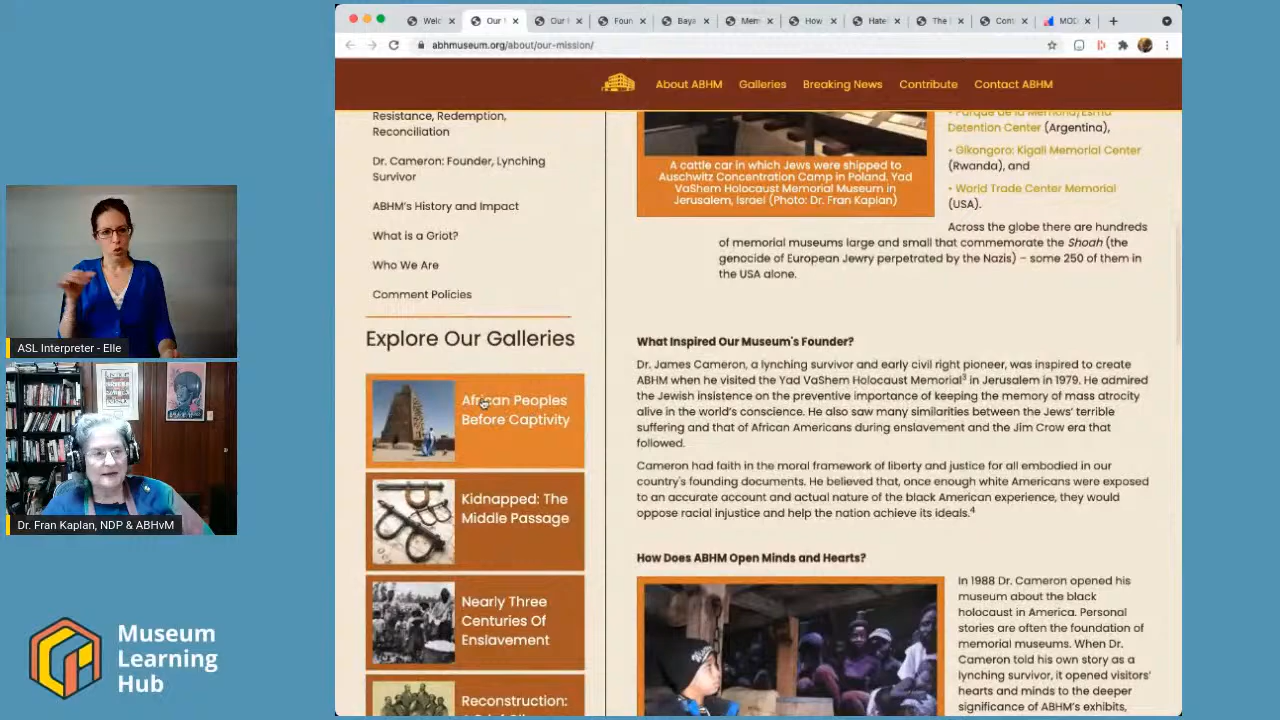 Welc
Our
Our
Foun
Baya
Mem
How
Hate
The
Cont
MOD
abhmuseum.org/about/our-mission/
About ABHM
Galleries
Breaking News
Contribute
Contact ABHM
Resistance, Redemption,
Reconciliation
Dr. Cameron: Founder, Lynching
Survivor
ABHM's History and Impact
What is a Griot?
Who We Are
Comment Policies
Explore Our Galleries
African Peoples
Before Captivity
Kidnapped: The
Middle Passage
Nearly Three
Centuries Of
Enslavement
Reconstruction:
A cattle car in which Jews were shipped to
Auschwitz Concentration Camp in Poland. Yad
VaShem Holocaust Memorial Museum in
Jerusalem, Israel (Photo: Dr. Fran Kaplan)
• Parque de la Memoria/Esma
Detention Center (Argentina),
• Gikongoro: Kigali Memorial Center
(Rwanda), and
• World Trade Center Memorial
(USA).
Across the globe there are hundreds
of memorial museums large and small that commemorate the Shoah (the
genocide of European Jewry perpetrated by the Nazis) – some 250 of them in
the USA alone.
What Inspired Our Museum's Founder?
Dr. James Cameron, a lynching survivor and early civil right pioneer, was inspired to create
ABHM when he visited the Yad VaShem Holocaust Memorial³ in Jerusalem in 1979. He admired
the Jewish insistence on the preventive importance of keeping the memory of mass atrocity
alive in the world's conscience. He also saw many similarities between the Jews' terrible
suffering and that of African Americans during enslavement and the Jim Crow era that
followed.
Cameron had faith in the moral framework of liberty and justice for all embodied in our
country's founding documents. He believed that, once enough white Americans were exposed
to an accurate account and actual nature of the black American experience, they would
oppose racial injustice and help the nation achieve its ideals.⁴
How Does ABHM Open Minds and Hearts?
In 1988 Dr. Cameron opened his
museum about the black
holocaust in America. Personal
stories are often the foundation of
memorial museums. When Dr.
Cameron told his own story as a
lynching survivor, it opened visitors'
hearts and minds to the deeper
significance of ABHM's exhibits,
ASL Interpreter - Elle
Dr. Fran Kaplan, NDP & ABHvM
Museum
Learning
Hub